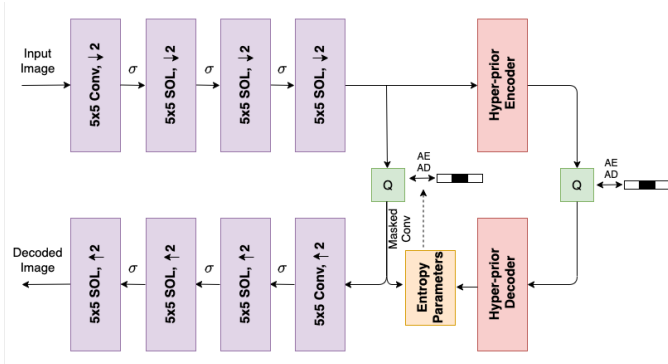 Input
Image
5x5 Conv, ↓2
σ
5x5 SOL, ↓2
σ
5x5 SOL, ↓2
σ
5x5 SOL, ↓2
Hyper-prior
Encoder
Q
AE
AD
Q
AE
AD
Masked
Conv
Decoded
Image
5x5 SOL, ↑2
σ
5x5 SOL, ↑2
σ
5x5 SOL, ↑2
σ
5x5 Conv, ↑2
Entropy
Parameters
Hyper-prior
Decoder